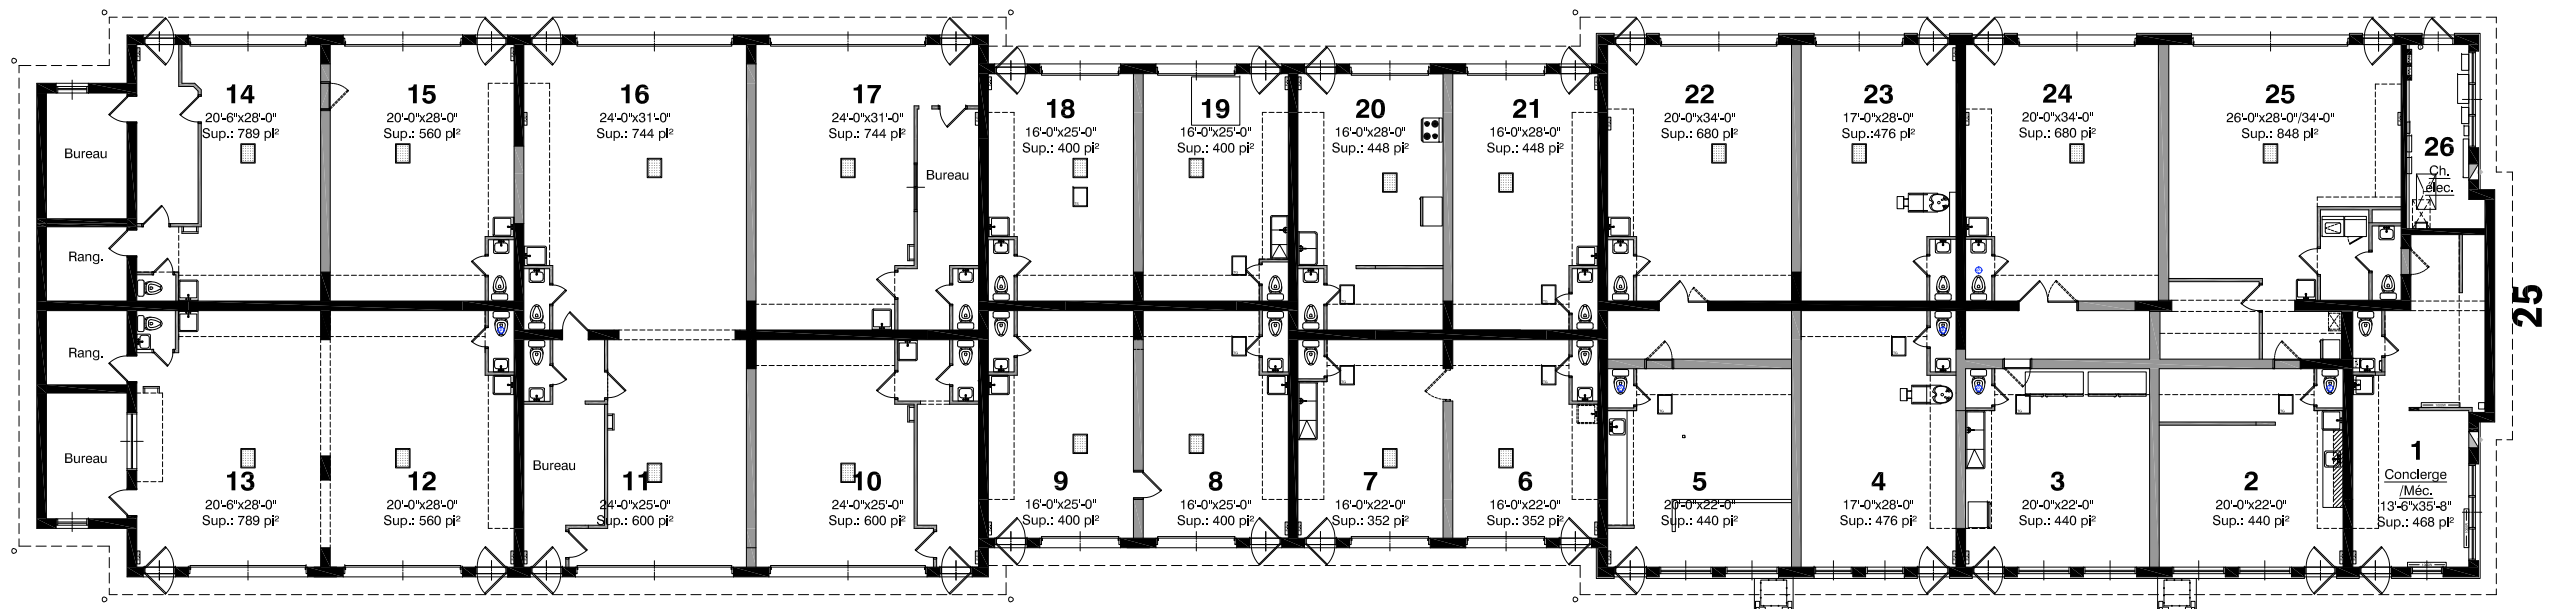 14
20'-6"x28'-0"
Sup.: 789 pi²
15
20'-0"x28'-0"
Sup.: 560 pi²
16
24'-0"x31'-0"
Sup.: 744 pi²
17
24'-0"x31'-0"
Sup.: 744 pi²
18
16'-0"x25'-0"
Sup.: 400 pi²
19
16'-0"x25'-0"
Sup.: 400 pi²
20
16'-0"x28'-0"
Sup.: 448 pi²
21
16'-0"x28'-0"
Sup.: 448 pi²
22
20'-0"x34'-0"
Sup.: 680 pi²
23
17'-0"x28'-0"
Sup.:476 pi²
24
20'-0"x34'-0"
Sup.: 680 pi²
25
26'-0"x28'-0"/34'-0"
Sup.: 848 pi²
26
Ch.
élec.
Bureau
Bureau
Rang.
Rang.
Bureau
Bureau
25
13
20'-6"x28'-0"
Sup.: 789 pi²
12
20'-0"x28'-0"
Sup.: 560 pi²
11
24'-0"x25'-0"
Sup.: 600 pi²
10
24'-0"x25'-0"
Sup.: 600 pi²
9
16'-0"x25'-0"
Sup.: 400 pi²
8
16'-0"x25'-0"
Sup.: 400 pi²
7
16'-0"x22'-0"
Sup.: 352 pi²
6
16'-0"x22'-0"
Sup.: 352 pi²
5
20'-0"x22'-0"
Sup.: 440 pi²
4
17'-0"x28'-0"
Sup.: 476 pi²
3
20'-0"x22'-0"
Sup.: 440 pi²
2
20'-0"x22'-0"
Sup.: 440 pi²
1
Concierge
/Méc.
13'-6"x35'-8"
Sup.: 468 pi²